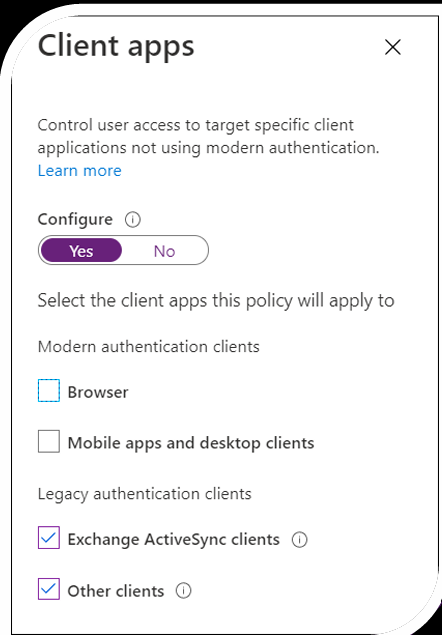 Client apps
Control user access to target specific client
applications not using modern authentication.
Learn more
Configure
Yes No
Select the client apps this policy will apply to
Modern authentication clients
Browser
Mobile apps and desktop clients
Legacy authentication clients
Exchange ActiveSync clients
Other clients